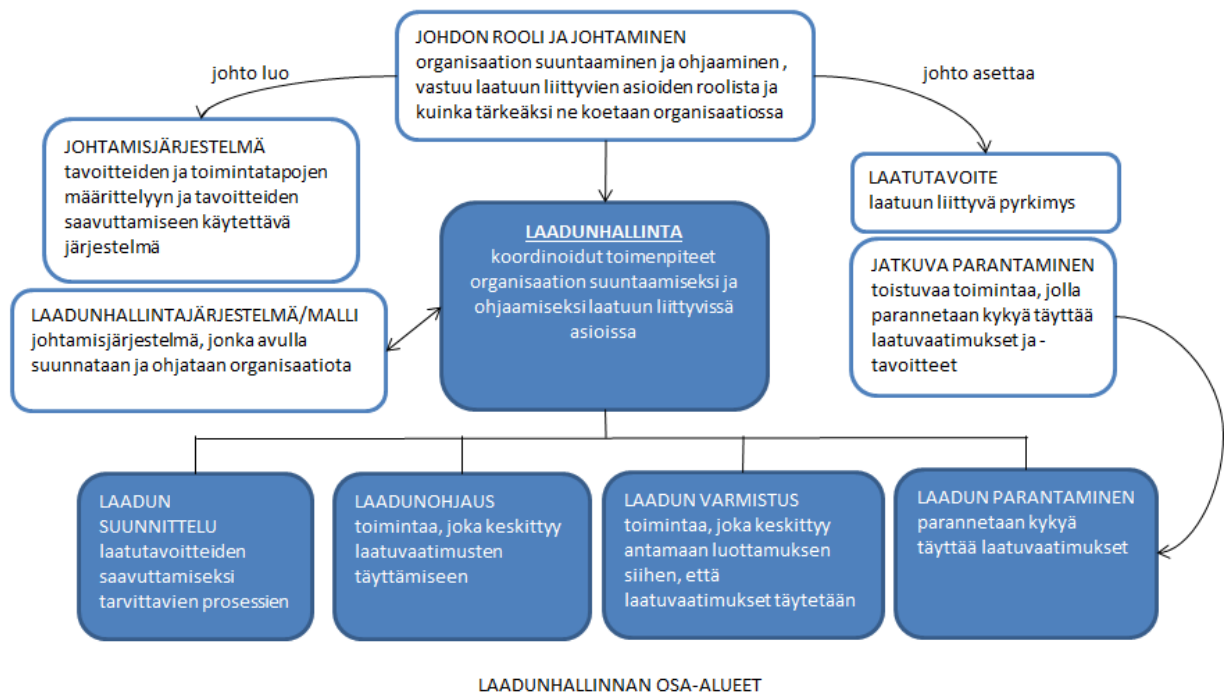 JOHDON ROOLI JA JOHTAMINEN
organisaation suuntaaminen ja ohjaaminen ,
vastuu laatuun liittyvien asioiden roolista ja
kuinka tärkeäksi ne koetaan organisaatiossa
johto luo
johto asettaa
JOHTAMISJÄRJESTELMÄ
tavoitteiden ja toimintatapojen
määrittelyyn ja tavoitteiden
saavuttamiseen käytettävä
järjestelmä
LAATUTAVOITE
laatuun liittyvä pyrkimys
LAADUNHALLINTA
koordinoidut toimenpiteet
organisaation suuntaamiseksi ja
ohjaamiseksi laatuun liittyvissä
asioissa
JATKUVA PARANTAMINEN
toistuvaa toimintaa, jolla
parannetaan kykyä täyttää
laatuvaatimukset ja -
tavoitteet
LAADUNHALLINTAJÄRJESTELMÄ/MALLI
johtamisjärjestelmä, jonka avulla
suunnataan ja ohjataan organisaatiota
LAADUN
SUUNNITTELU
laatutavoitteiden
saavuttamiseksi
tarvittavien prosessien
LAADUNOHJAUS
toimintaa, joka keskittyy
laatuvaatimusten
täyttämiseen
LAADUN VARMISTUS
toimintaa, joka keskittyy
antamaan luottamuksen
siihen, että
laatuvaatimukset täytetään
LAADUN PARANTAMINEN
parannetaan kykyä
täyttää laatuvaatimukset
LAADUNHALLINNAN OSA-ALUEET